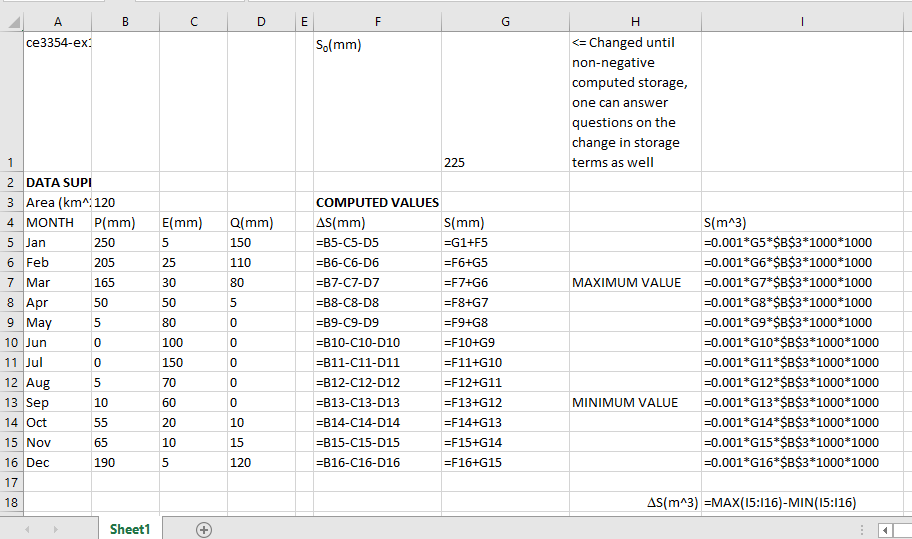 A B C D E F G H I
ce3354-ex1 S₀(mm) <= Changed until
non-negative
computed storage,
one can answer
questions on the
change in storage
1 225 terms as well
2 DATA SUPI
3 Area (km^ 120 COMPUTED VALUES
4 MONTH P(mm) E(mm) Q(mm) ΔS(mm) S(mm) S(m^3)
5 Jan 250 5 150 =B5-C5-D5 =G1+F5 =0.001*G5*$B$3*1000*1000
6 Feb 205 25 110 =B6-C6-D6 =F6+G5 =0.001*G6*$B$3*1000*1000
7 Mar 165 30 80 =B7-C7-D7 =F7+G6 MAXIMUM VALUE =0.001*G7*$B$3*1000*1000
8 Apr 50 50 5 =B8-C8-D8 =F8+G7 =0.001*G8*$B$3*1000*1000
9 May 5 80 0 =B9-C9-D9 =F9+G8 =0.001*G9*$B$3*1000*1000
10 Jun 0 100 0 =B10-C10-D10 =F10+G9 =0.001*G10*$B$3*1000*1000
11 Jul 0 150 0 =B11-C11-D11 =F11+G10 =0.001*G11*$B$3*1000*1000
12 Aug 5 70 0 =B12-C12-D12 =F12+G11 =0.001*G12*$B$3*1000*1000
13 Sep 10 60 0 =B13-C13-D13 =F13+G12 MINIMUM VALUE =0.001*G13*$B$3*1000*1000
14 Oct 55 20 10 =B14-C14-D14 =F14+G13 =0.001*G14*$B$3*1000*1000
15 Nov 65 10 15 =B15-C15-D15 =F15+G14 =0.001*G15*$B$3*1000*1000
16 Dec 190 5 120 =B16-C16-D16 =F16+G15 =0.001*G16*$B$3*1000*1000
17
18 ΔS(m^3) =MAX(I5:I16)-MIN(I5:I16)
Sheet1